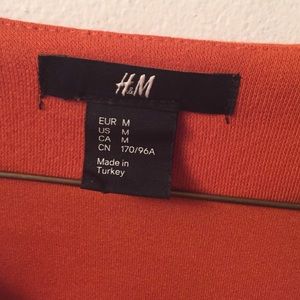 H&M
EUR M
US M
CA M
CN 170/96A
Made in
Turkey